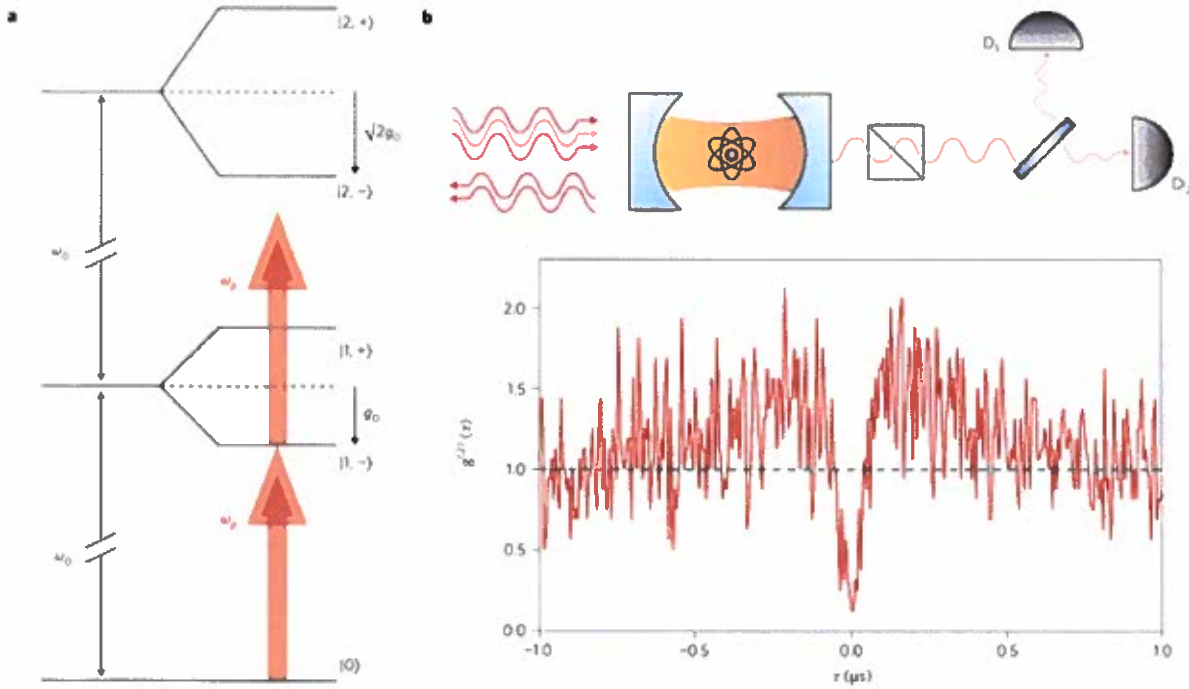 a
|2, +⟩
√2g₀
|2, −⟩
ω₀
ωₚ
|1, +⟩
g₀
|1, −⟩
ω₀
ωₚ
|0⟩
b
D₁
D₂
g⁽²⁾(τ)
2.0
1.5
1.0
0.5
0.0
-1.0
-0.5
0.0
0.5
1.0
τ (μs)